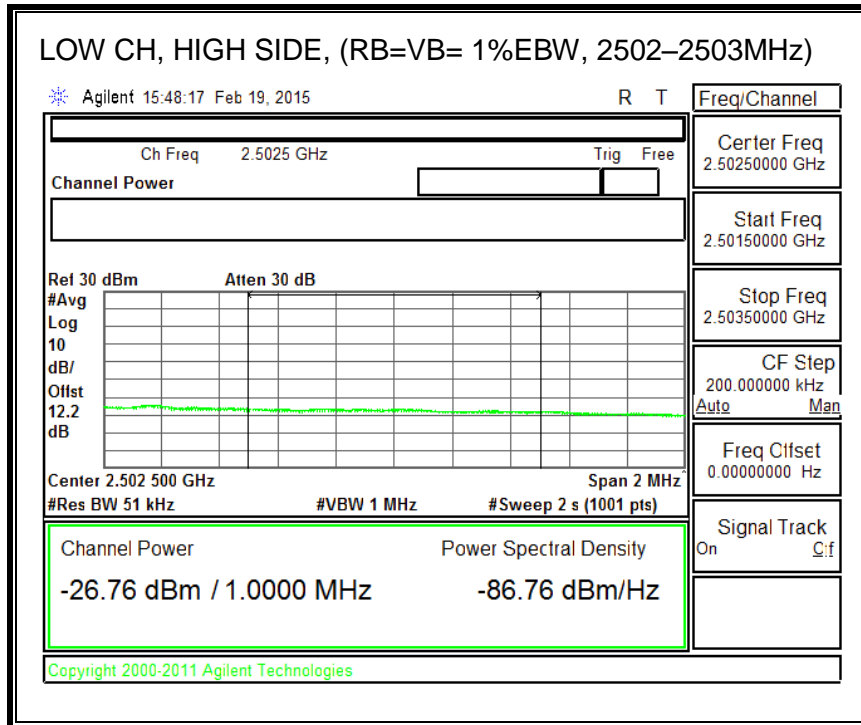 LOW CH, HIGH SIDE, (RB=VB= 1%EBW, 2502–2503MHz)
Agilent 15:48:17 Feb 19, 2015 R T
Freq/Channel
Ch Freq 2.5025 GHz Trig Free
Channel Power
Center Freq
2.50250000 GHz
Start Freq
2.50150000 GHz
Stop Freq
2.50350000 GHz
CF Step
200.000000 kHz
Auto Man
Freq Offset
0.00000000 Hz
Signal Track
On Off
Ref 30 dBm Atten 30 dB
#Avg
Log
10
dB/
Offst
12.2
dB
Center 2.502 500 GHz Span 2 MHz
#Res BW 51 kHz #VBW 1 MHz #Sweep 2 s (1001 pts)
Channel Power Power Spectral Density
-26.76 dBm / 1.0000 MHz -86.76 dBm/Hz
Copyright 2000-2011 Agilent Technologies